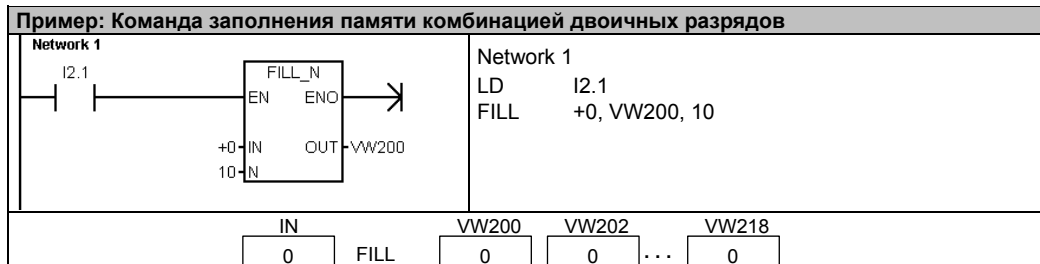 Пример: Команда заполнения памяти комбинацией двоичных разрядов
Network 1
I2.1
FILL_N
EN ENO
+0 IN OUT VW200
10 N
Network 1
LD I2.1
FILL +0, VW200, 10
IN VW200 VW202 VW218
0 FILL 0 0 ... 0